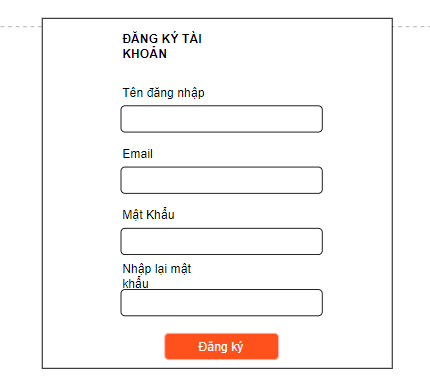 ĐĂNG KÝ TÀI
KHOẢN
Tên đăng nhập
Email
Mật Khẩu
Nhập lại mật
khẩu
Đăng ký